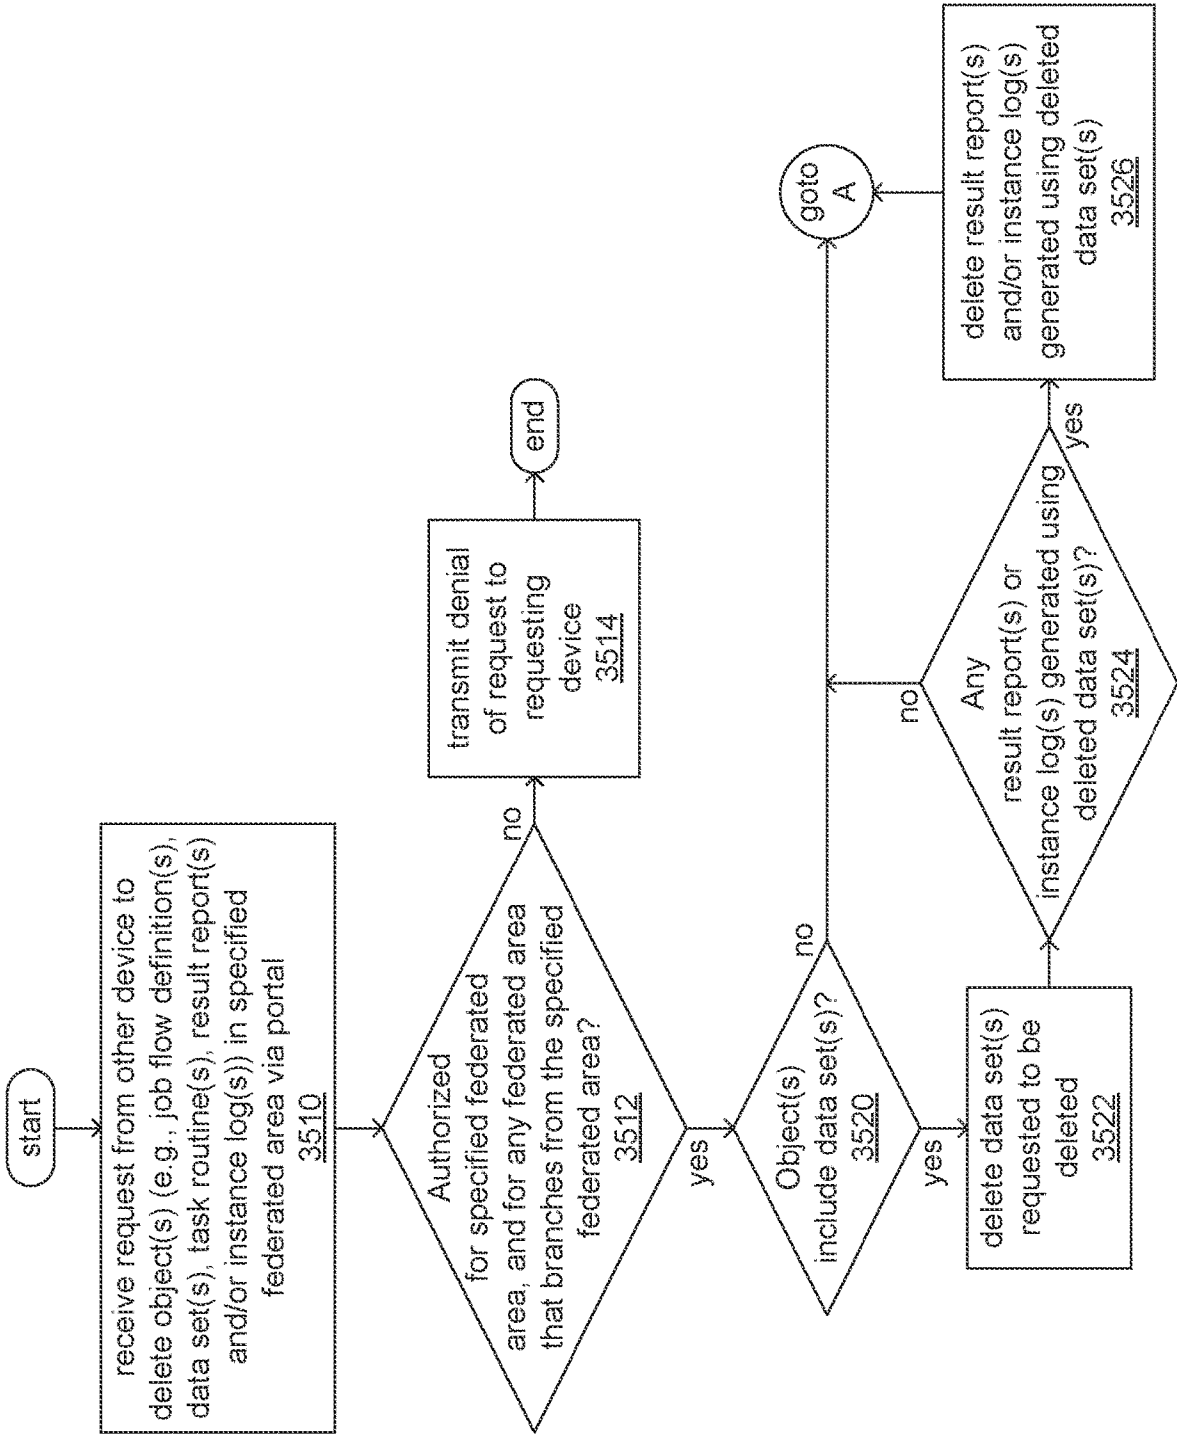 start
receive request from other device to
delete object(s) (e.g., job flow definition(s),
data set(s), task routine(s), result report(s)
and/or instance log(s)) in specified
federated area via portal
3510
Authorized
for specified federated
area, and for any federated area
that branches from the specified
federated area?
3512
no
transmit denial
of request to
requesting
device
3514
end
yes
Object(s)
include data set(s)?
3520
no
yes
delete data set(s)
requested to be
deleted
3522
Any
result report(s) or
instance log(s) generated using
deleted data set(s)?
3524
no
yes
delete result report(s)
and/or instance log(s)
generated using deleted
data set(s)
3526
goto
A